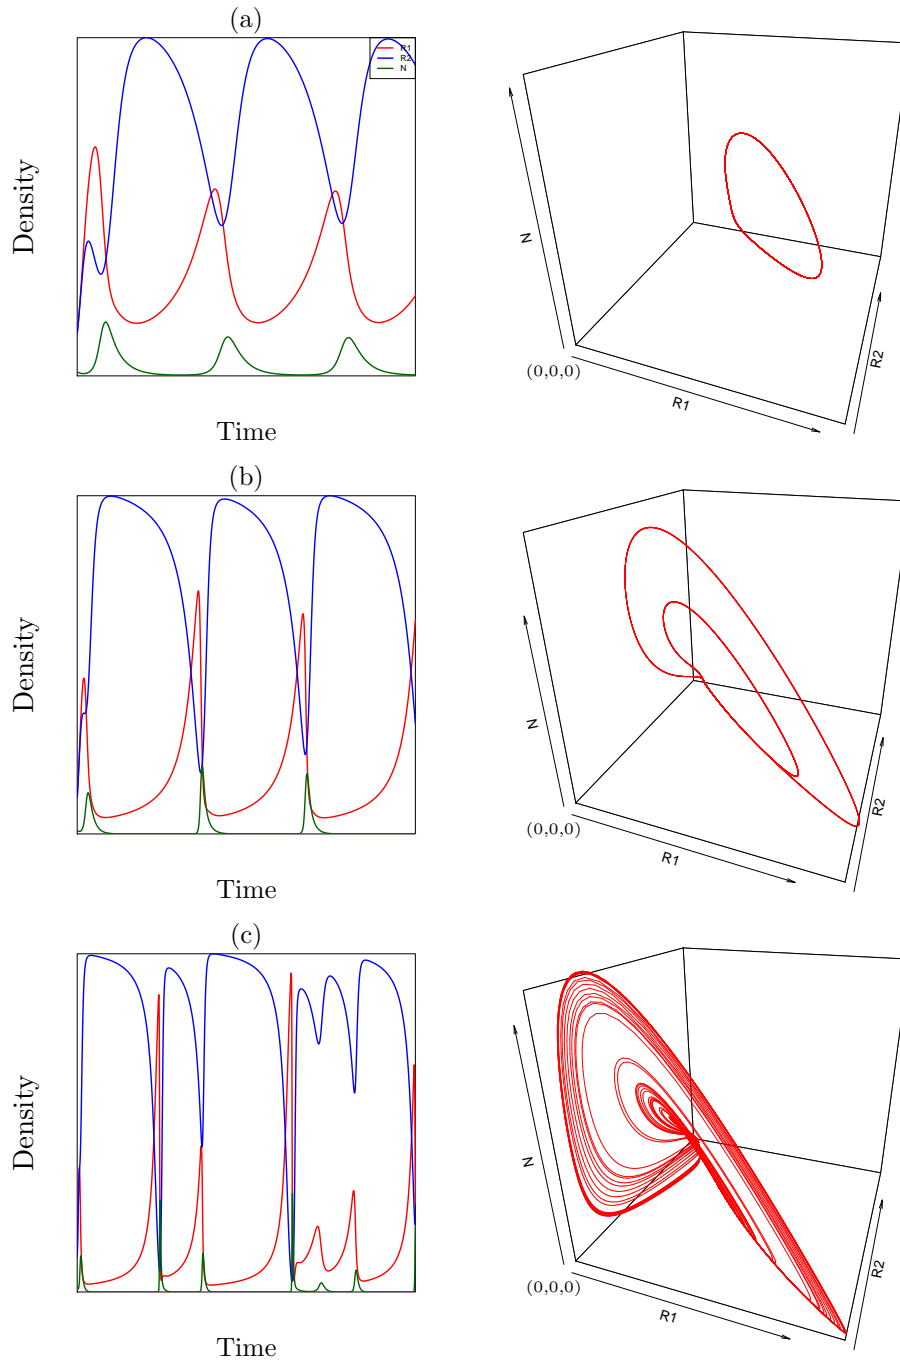 (a)
Density
R1
R2
N
Time
N
(0,0,0)
R1
R2
(b)
Density
Time
N
(0,0,0)
R1
R2
(c)
Density
Time
N
(0,0,0)
R1
R2